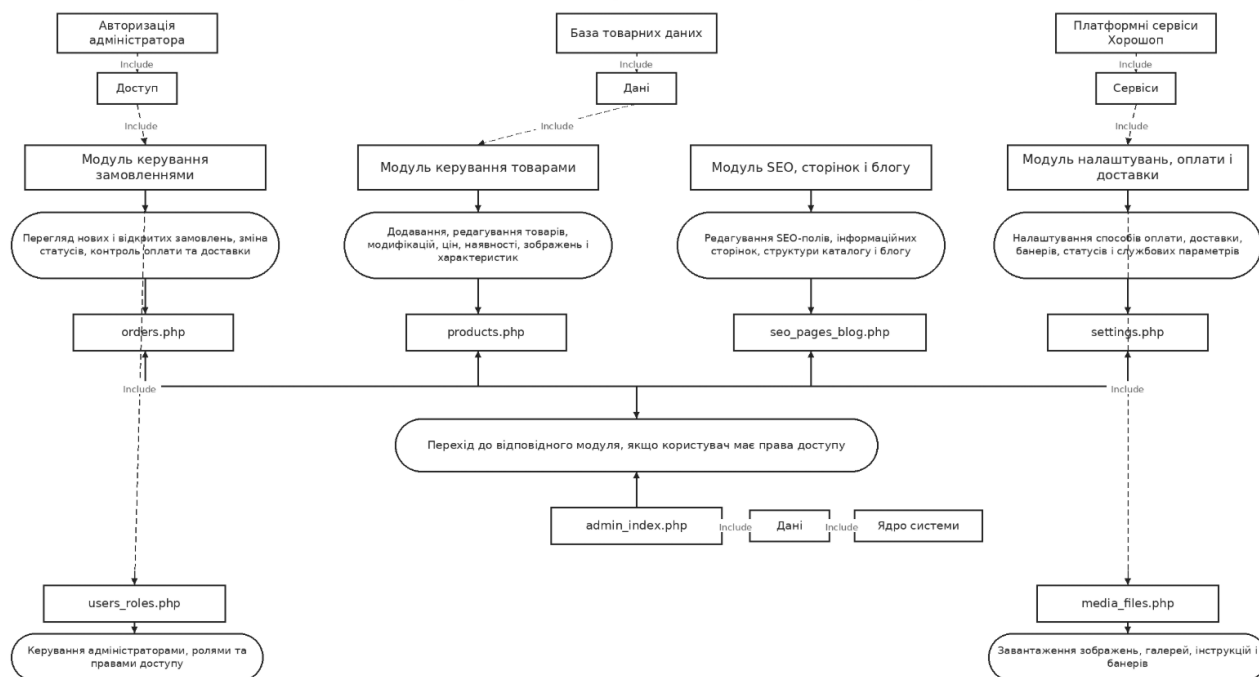 Авторизація
адміністратора
База товарних даних
Платформні сервіси
Хорошоп
Include
Include
Include
Доступ
Дані
Сервіси
Include
Include
Include
Модуль керування
замовленнями
Модуль керування товарами
Модуль SEO, сторінок і блогу
Модуль налаштувань, оплати і
доставки
Перегляд нових і відкритих замовлень, зміна
статусів, контроль оплати та доставки
Додавання, редагування товарів,
модифікацій, цін, наявності, зображень і
характеристик
Редагування SEO-полів, інформаційних
сторінок, структури каталогу і блогу
Налаштування способів оплати, доставки,
банерів, статусів і службових параметрів
orders.php
products.php
seo_pages_blog.php
settings.php
Include
Include
Перехід до відповідного модуля, якщо користувач має права доступу
admin_index.php
Include
Дані
Include
Ядро системи
users_roles.php
media_files.php
Керування адміністраторами, ролями та
правами доступу
Завантаження зображень, галерей, інструкцій і
банерів